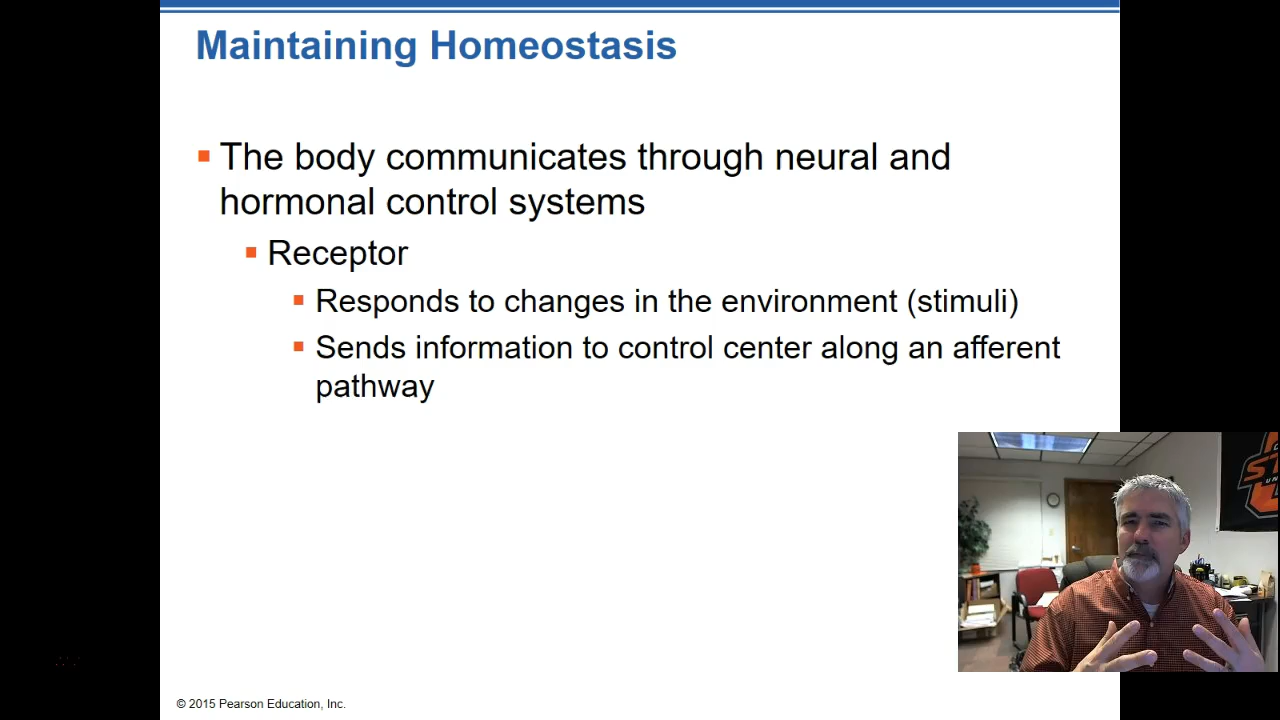 Maintaining Homeostasis
The body communicates through neural and
hormonal control systems
Receptor
Responds to changes in the environment (stimuli)
Sends information to control center along an afferent
pathway
© 2015 Pearson Education, Inc.